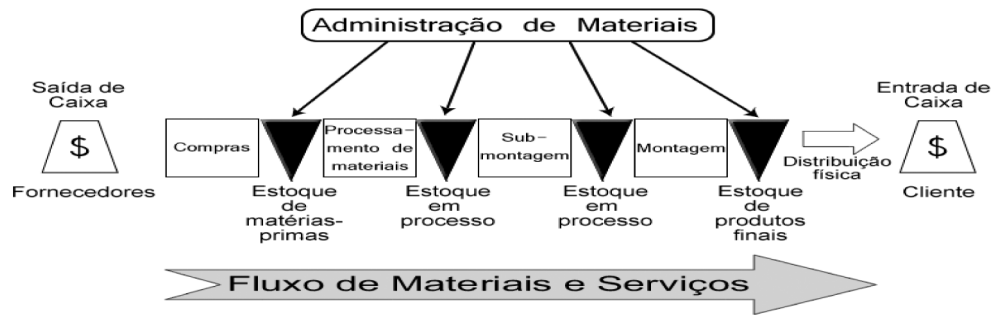 Administração de Materiais
Saída de
Caixa
$
Fornecedores
Compras
Estoque
de
matérias-
primas
Processa-
mento de
materiais
Estoque
em
processo
Sub-
montagem
Estoque
em
processo
Montagem
Estoque
de
produtos
finais
Distribuição
física
Entrada de
Caixa
$
Cliente
Fluxo de Materiais e Serviços